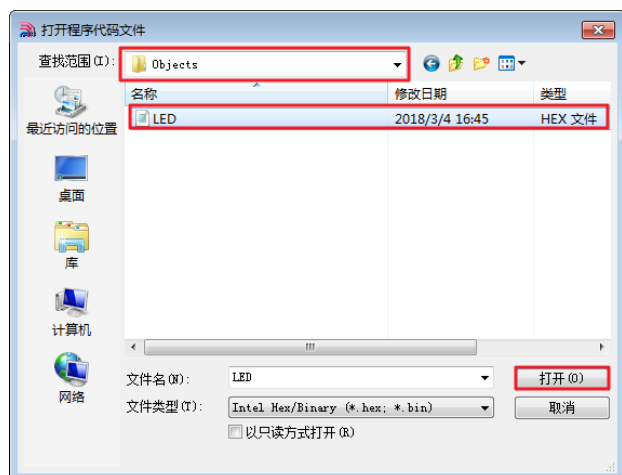 打开程序代码文件
查找范围(I):
Objects
名称
修改日期
类型
LED
2018/3/4 16:45
HEX 文件
最近访问的位置
桌面
库
计算机
网络
文件名(N):
LED
打开(O)
文件类型(T):
Intel Hex/Binary (*.hex; *.bin)
取消
以只读方式打开(R)